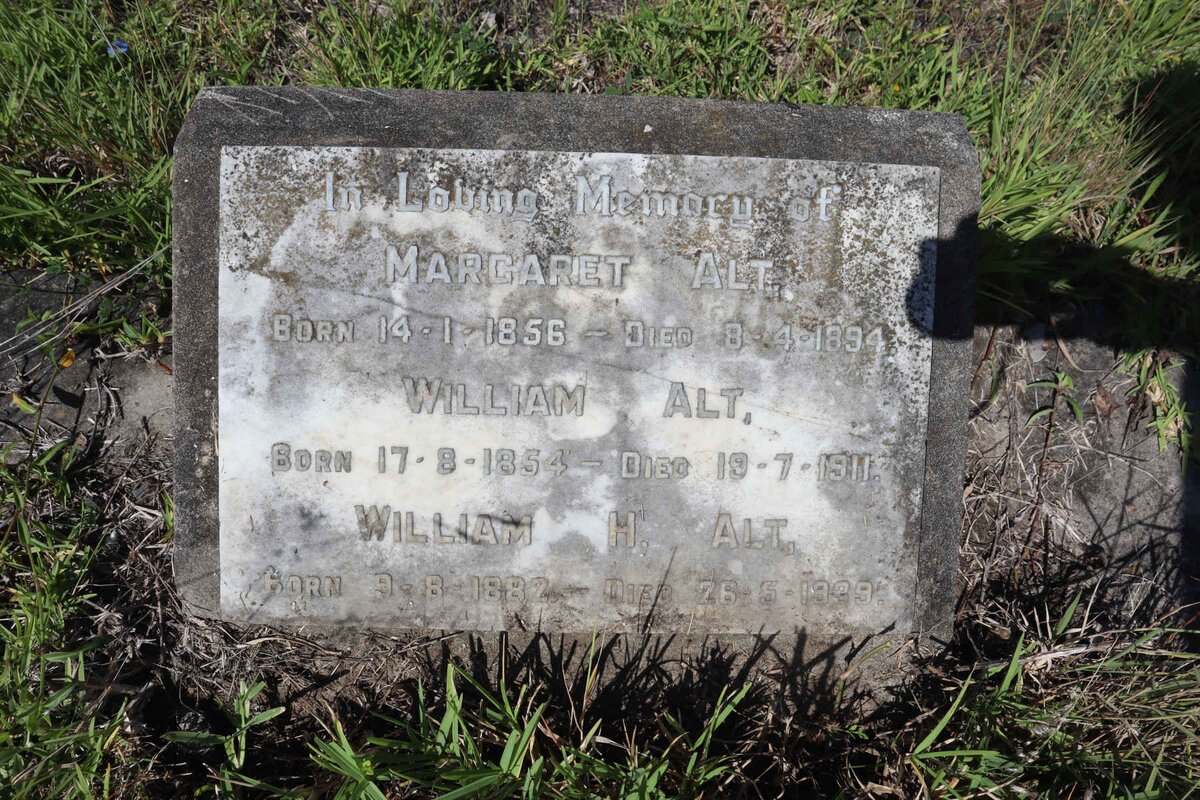 In Loving Memory of
MARGARET ALT,
BORN 14-1-1856 – DIED 8-4-1894
WILLIAM ALT,
BORN 17-8-1854 – DIED 19-7-1911.
WILLIAM H. ALT,
BORN 9-8-1882 – DIED 26-5-1939.